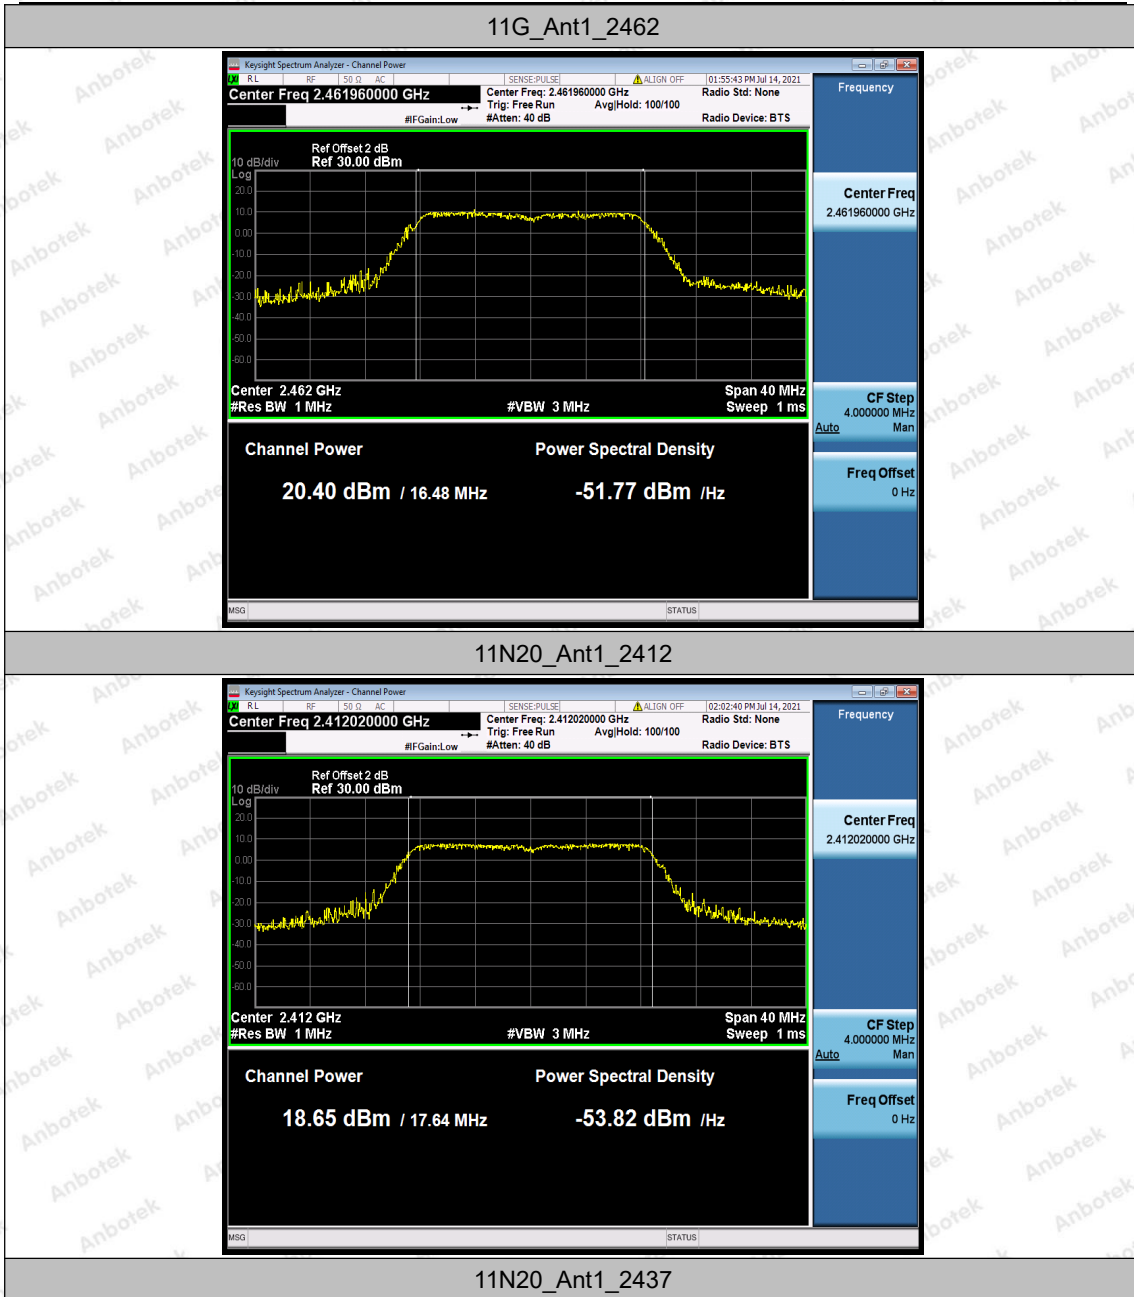 11G_Ant1_2462
Keysight Spectrum Analyzer - Channel Power
RL RF 50 Ω AC SENSE:PULSE ALIGN OFF 01:55:43 PM Jul 14, 2021
Center Freq 2.461960000 GHz
Center Freq: 2.461960000 GHz Radio Std: None
Trig: Free Run Avg|Hold: 100/100
#IFGain:Low #Atten: 40 dB Radio Device: BTS
Frequency
Ref Offset 2 dB
10 dB/div Ref 30.00 dBm
Log
20.0
10.0
0.00
-10.0
-20.0
-30.0
-40.0
-50.0
-60.0
Center Freq
2.461960000 GHz
Center 2.462 GHz Span 40 MHz
#Res BW 1 MHz #VBW 3 MHz Sweep 1 ms
CF Step
4.000000 MHz
Auto Man
Channel Power Power Spectral Density
20.40 dBm / 16.48 MHz -51.77 dBm /Hz
Freq Offset
0 Hz
MSG STATUS
11N20_Ant1_2412
Keysight Spectrum Analyzer - Channel Power
RL RF 50 Ω AC SENSE:PULSE ALIGN OFF 02:02:40 PM Jul 14, 2021
Center Freq 2.412020000 GHz
Center Freq: 2.412020000 GHz Radio Std: None
Trig: Free Run Avg|Hold: 100/100
#IFGain:Low #Atten: 40 dB Radio Device: BTS
Frequency
Ref Offset 2 dB
10 dB/div Ref 30.00 dBm
Log
20.0
10.0
0.00
-10.0
-20.0
-30.0
-40.0
-50.0
-60.0
Center Freq
2.412020000 GHz
Center 2.412 GHz Span 40 MHz
#Res BW 1 MHz #VBW 3 MHz Sweep 1 ms
CF Step
4.000000 MHz
Auto Man
Channel Power Power Spectral Density
18.65 dBm / 17.64 MHz -53.82 dBm /Hz
Freq Offset
0 Hz
MSG STATUS
11N20_Ant1_2437
Anbotek